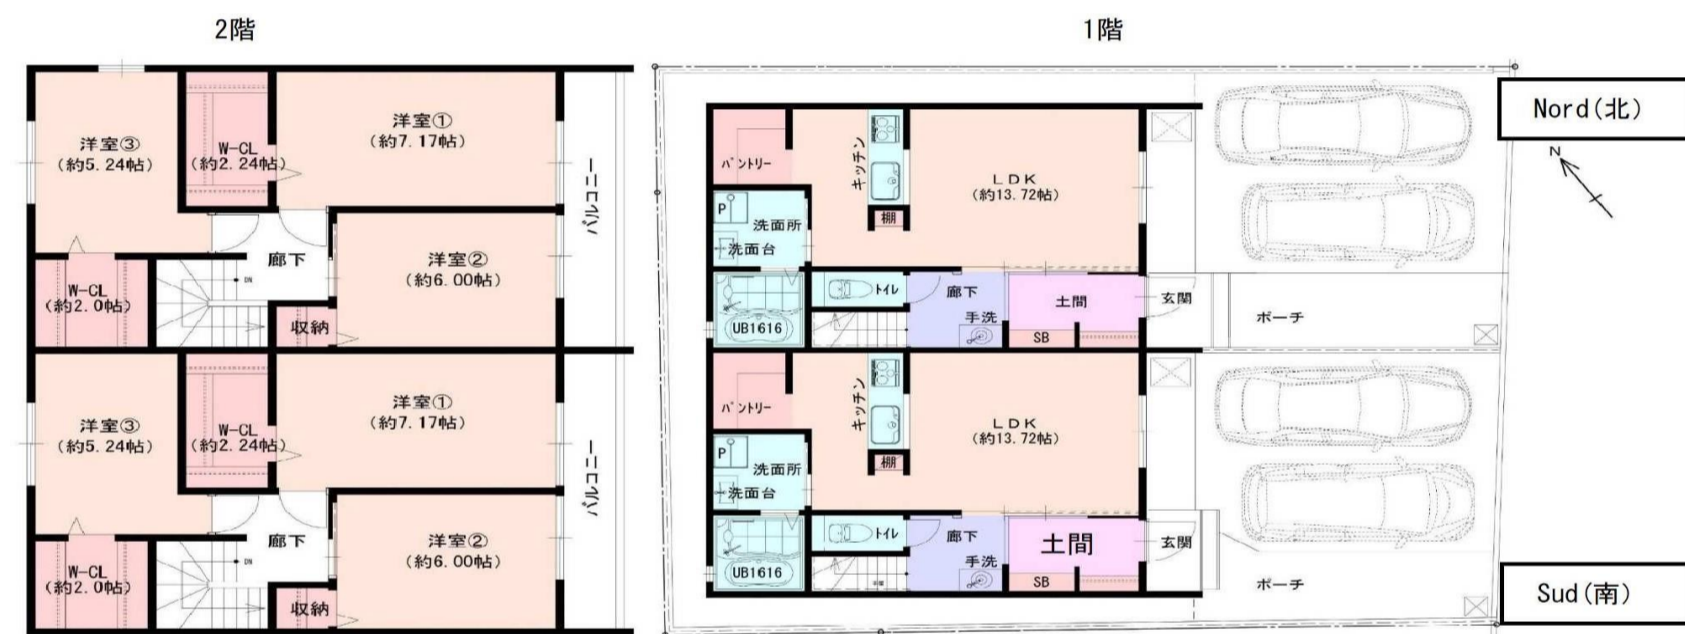 2階
洋室③
(約5.24帖)
W-CL
(約2.24帖)
洋室①
(約7.17帖)
バルコニー
廊下
洋室②
(約6.00帖)
W-CL
(約2.0帖)
DN
収納
洋室③
(約5.24帖)
W-CL
(約2.24帖)
洋室①
(約7.17帖)
バルコニー
廊下
洋室②
(約6.00帖)
W-CL
(約2.0帖)
DN
収納
1階
Nord(北)
N
パントリー
キッチン
LDK
(約13.72帖)
棚
P
洗面所
洗面台
トイレ
廊下
土間
玄関
手洗
UB1616
SB
ポーチ
パントリー
キッチン
LDK
(約13.72帖)
棚
P
洗面所
洗面台
トイレ
廊下
土間
玄関
手洗
UB1616
SB
ポーチ
Sud(南)